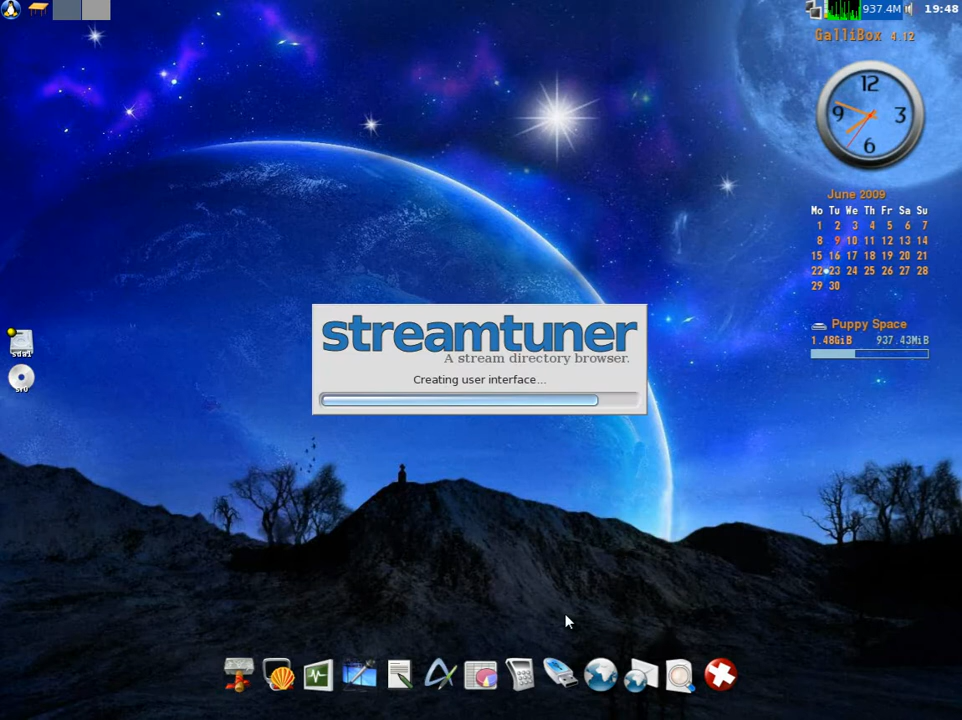 937.4M 19:48
GalliBox 4.12
12
9 3
6
June 2009
Mo Tu We Th Fr Sa Su
1 2 3 4 5 6 7
8 9 10 11 12 13 14
15 16 17 18 19 20 21
22 23 24 25 26 27 28
29 30
Puppy Space
1.48GiB 937.43MiB
sda1
sr0
streamtuner
A stream directory browser.
Creating user interface...